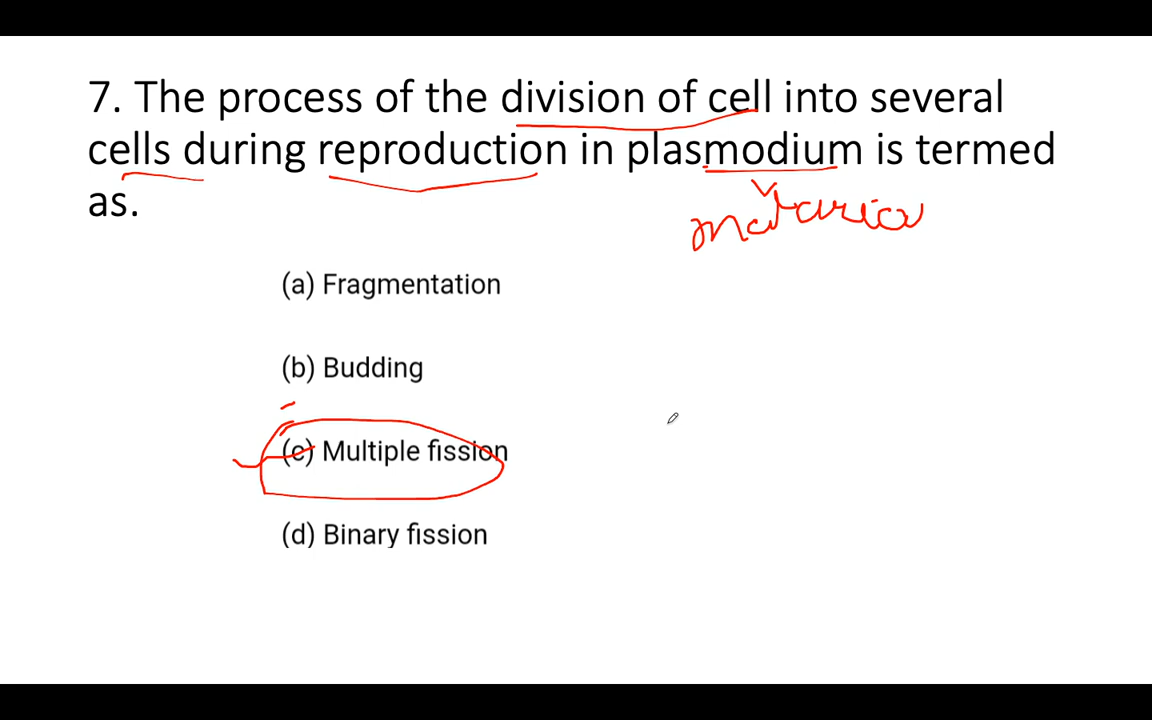 7. The process of the division of cell into several
cells during reproduction in plasmodium is termed
as.
malaria
(a) Fragmentation
(b) Budding
(c) Multiple fission
(d) Binary fission